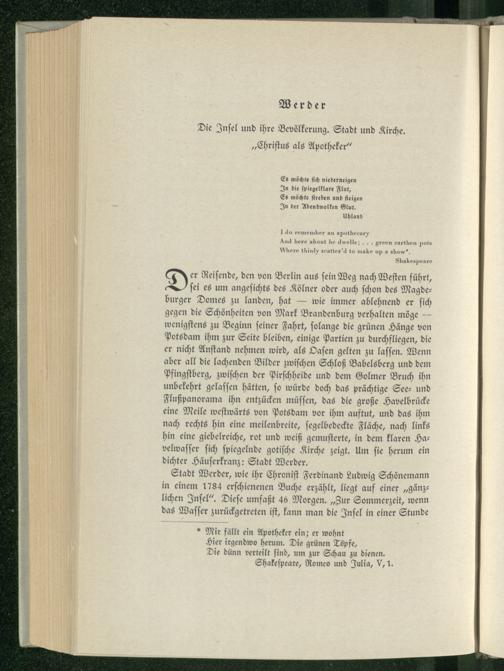 Werder
Die Insel und ihre Bevölkerung. Stadt und Kirche.
„Christus als Apotheker“
Es möchte sich niederneigen
In die spiegelklare Flut,
Es möchte streben und steigen
In der Abendwolken Glut.
Uhland
I do remember an apothecary
And here about he dwells; . . . green earthen pots
Where thinly scatter'd to make up a show*.
Shakespeare
Der Reisende, den von Berlin aus sein Weg nach Westen führt,
sei es um angesichts des Kölner oder auch schon des Magde-
burger Domes zu landen, hat — wie immer ablehnend er sich
gegen die Schönheiten von Mark Brandenburg verhalten möge —
wenigstens zu Beginn seiner Fahrt, solange die grünen Hänge von
Potsdam ihm zur Seite bleiben, einige Partien zu durchfliegen, die
er nicht Anstand nehmen wird, als Oasen gelten zu lassen. Wenn
aber all die lachenden Bilder zwischen Schloß Babelsberg und dem
Pfingstberg, zwischen der Pirschheide und dem Golmer Bruch ihn
unbekehrt gelassen hätten, so würde doch das prächtige See- und
Flußpanorama ihn entzücken müssen, das die große Havelbrücke
eine Meile westwärts von Potsdam vor ihm auftut, und das ihm
nach rechts hin eine meilenbreite, segelbedeckte Fläche, nach links
hin eine giebelreiche, rot und weiß gemusterte, in dem klaren Ha-
velwasser sich spiegelnde gotische Kirche zeigt. Um sie herum ein
dichter Häuserkranz: Stadt Werder.
Stadt Werder, wie ihr Chronist Ferdinand Ludwig Schönemann
in einem 1784 erschienenen Buche erzählt, liegt auf einer „gänz-
lichen Insel“. Diese umfaßt 46 Morgen. „Zur Sommerzeit, wenn
das Wasser zurückgetreten ist, kann man die Insel in einer Stunde
* Mir fällt ein Apotheker ein; er wohnt
Hier irgendwo herum. Die grünen Töpfe,
Die dünn verteilt sind, um zur Schau zu dienen.
Shakespeare, Romeo und Julia, V, 1.